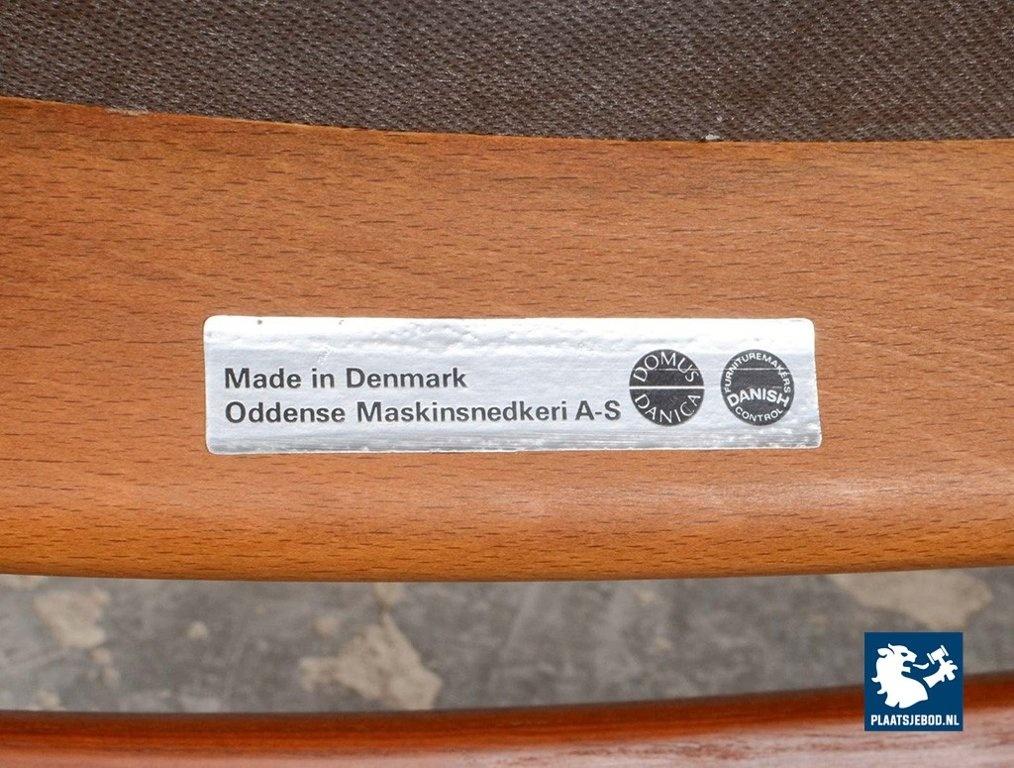 Made in Denmark
Oddense Maskinsnedkeri A-S
DOMUS
DANICA
FURNITUREMAKERS
DANISH
CONTROL
PLAATSJEBOD.NL